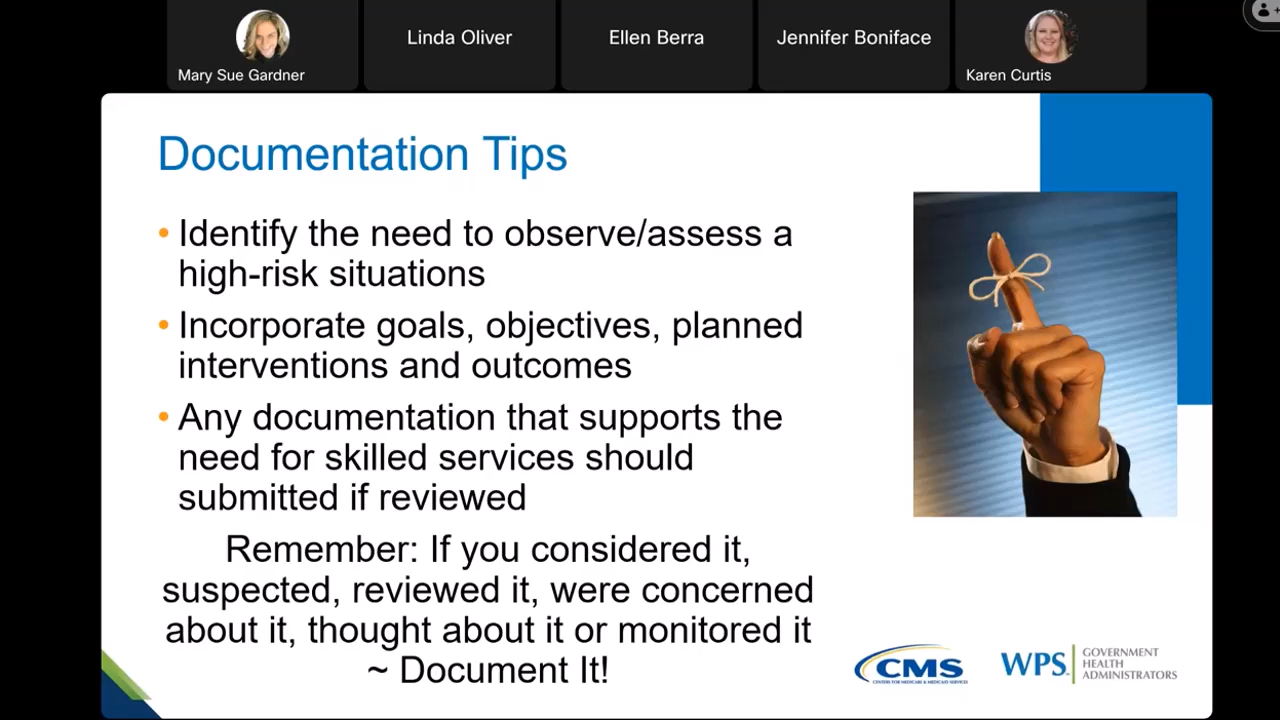 Mary Sue Gardner
Linda Oliver
Ellen Berra
Jennifer Boniface
Karen Curtis
Documentation Tips
• Identify the need to observe/assess a
high-risk situations
• Incorporate goals, objectives, planned
interventions and outcomes
• Any documentation that supports the
need for skilled services should
submitted if reviewed
Remember: If you considered it,
suspected, reviewed it, were concerned
about it, thought about it or monitored it
~ Document It!
CMS
CENTERS FOR MEDICARE & MEDICAID SERVICES
WPS
GOVERNMENT
HEALTH
ADMINISTRATORS